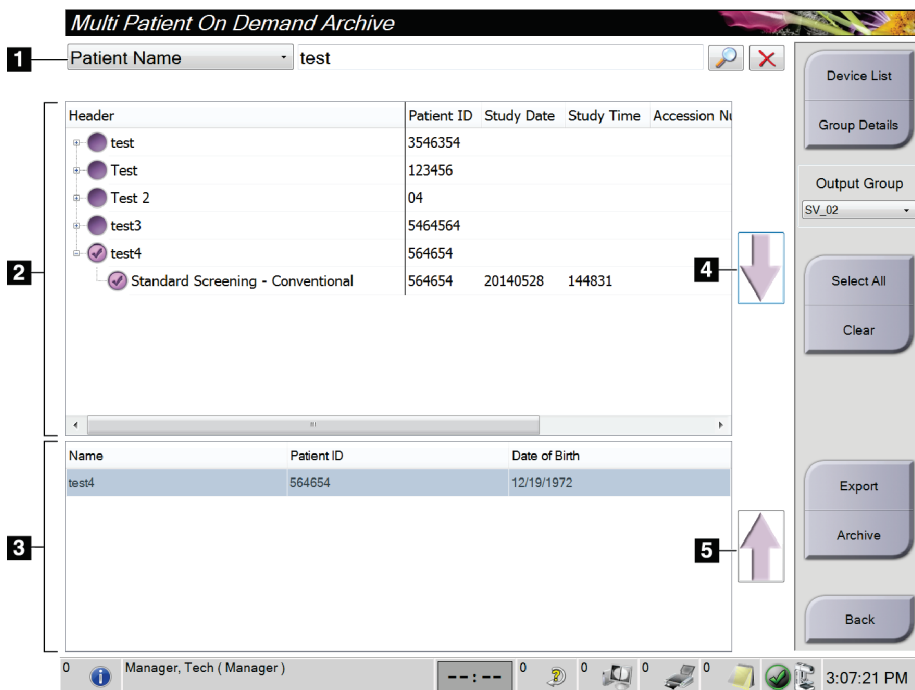 Multi Patient On Demand Archive
1 Patient Name test
Device List
Group Details
Output Group
SV_02
2
Header Patient ID Study Date Study Time Accession Nu
test 3546354
Test 123456
Test 2 04
test3 5464564
test4 564654
Standard Screening - Conventional 564654 20140528 144831
4
Select All
Clear
3
Name Patient ID Date of Birth
test4 564654 12/19/1972
5
Export
Archive
Back
0 Manager, Tech ( Manager ) --:-- 0 0 0 0 3:07:21 PM